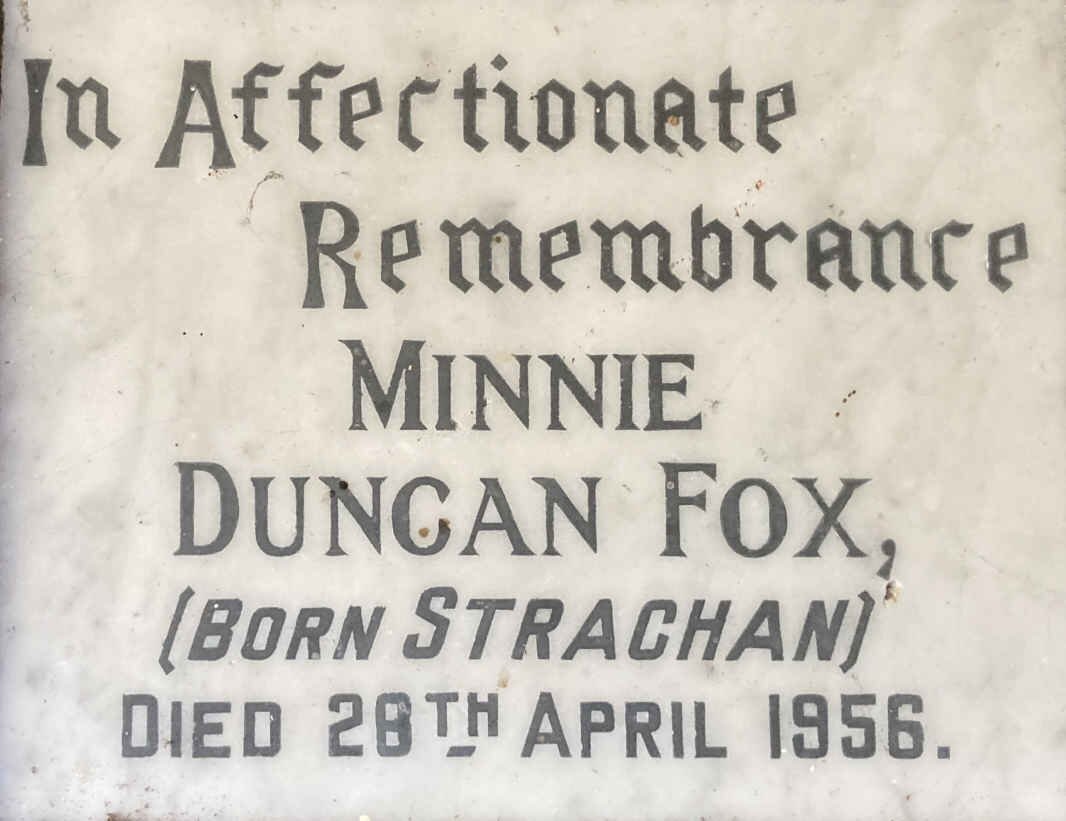 In Affectionate
Remembrance
MINNIE
DUNCAN FOX,
(BORN STRACHAN)
DIED 28TH APRIL 1956.